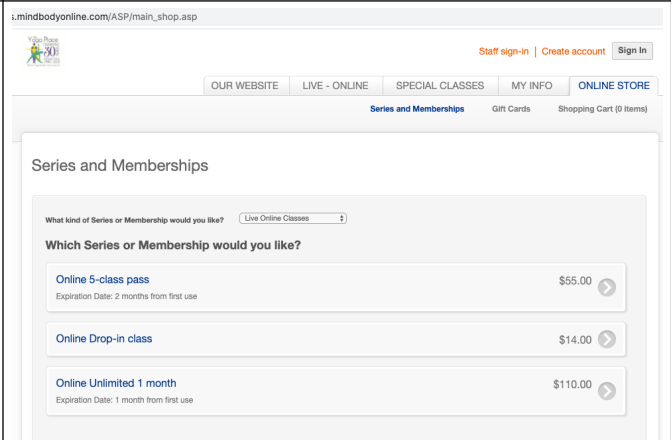 s.mindbodyonline.com/ASP/main_shop.asp
Yoga Place
30
Staff sign-in | Create account Sign In
OUR WEBSITE LIVE - ONLINE SPECIAL CLASSES MY INFO ONLINE STORE
Series and Memberships Gift Cards Shopping Cart (0 items)
Series and Memberships
What kind of Series or Membership would you like? Live Online Classes
Which Series or Membership would you like?
Online 5-class pass $55.00
Expiration Date: 2 months from first use
Online Drop-in class $14.00
Online Unlimited 1 month $110.00
Expiration Date: 1 month from first use